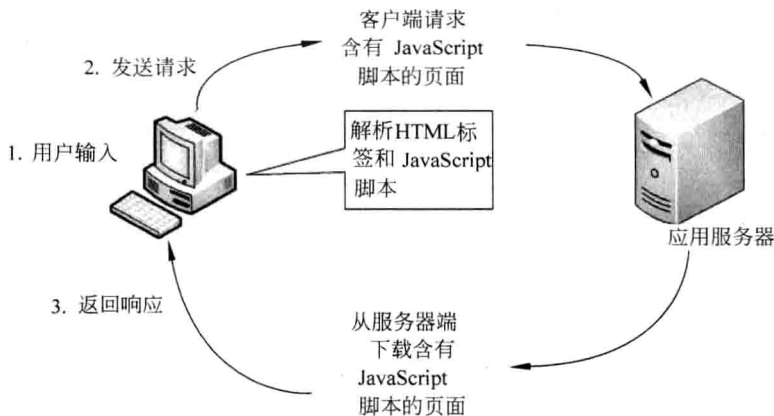 客户端请求
含有 JavaScript
脚本的页面
2. 发送请求
1. 用户输入
解析HTML标
签和 JavaScript
脚本
应用服务器
3. 返回响应
从服务器端
下载含有
JavaScript
脚本的页面